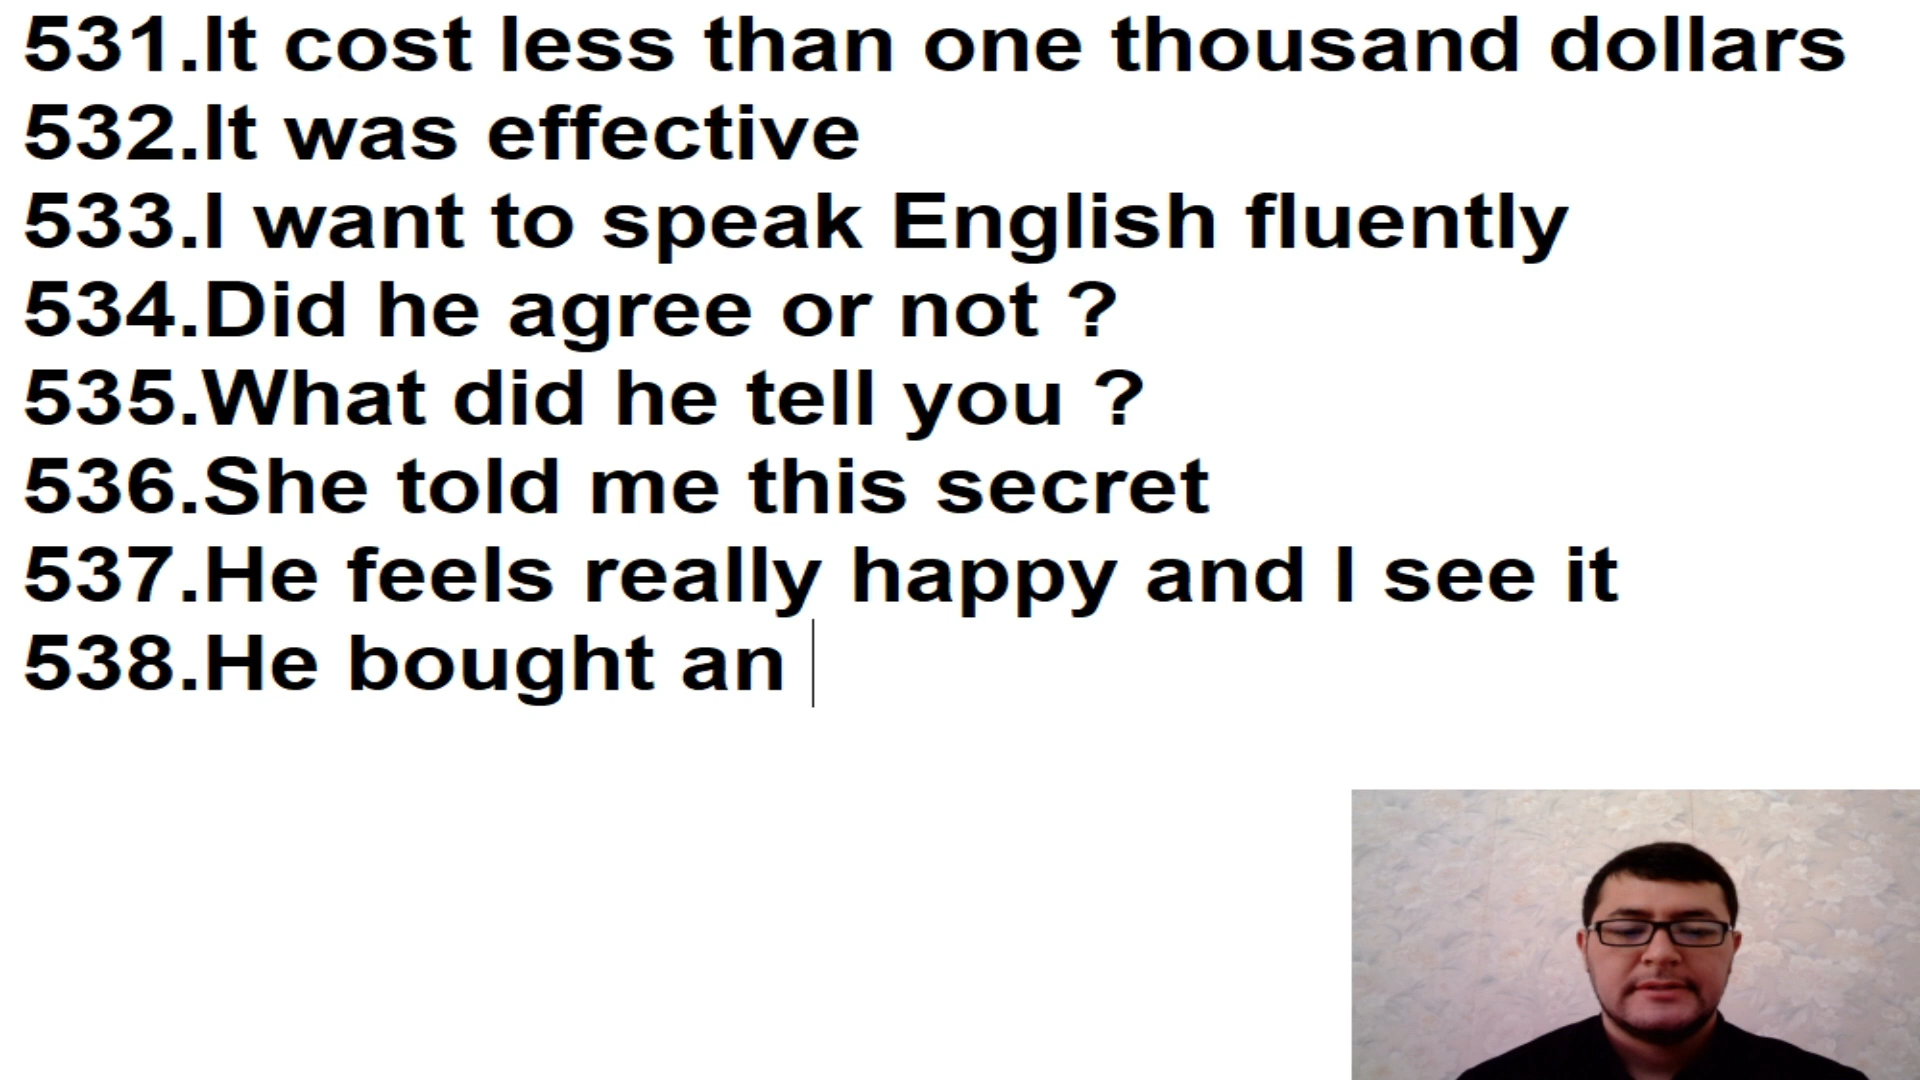 531.It cost less than one thousand dollars
532.It was effective
533.I want to speak English fluently
534.Did he agree or not ?
535.What did he tell you ?
536.She told me this secret
537.He feels really happy and I see it
538.He bought an